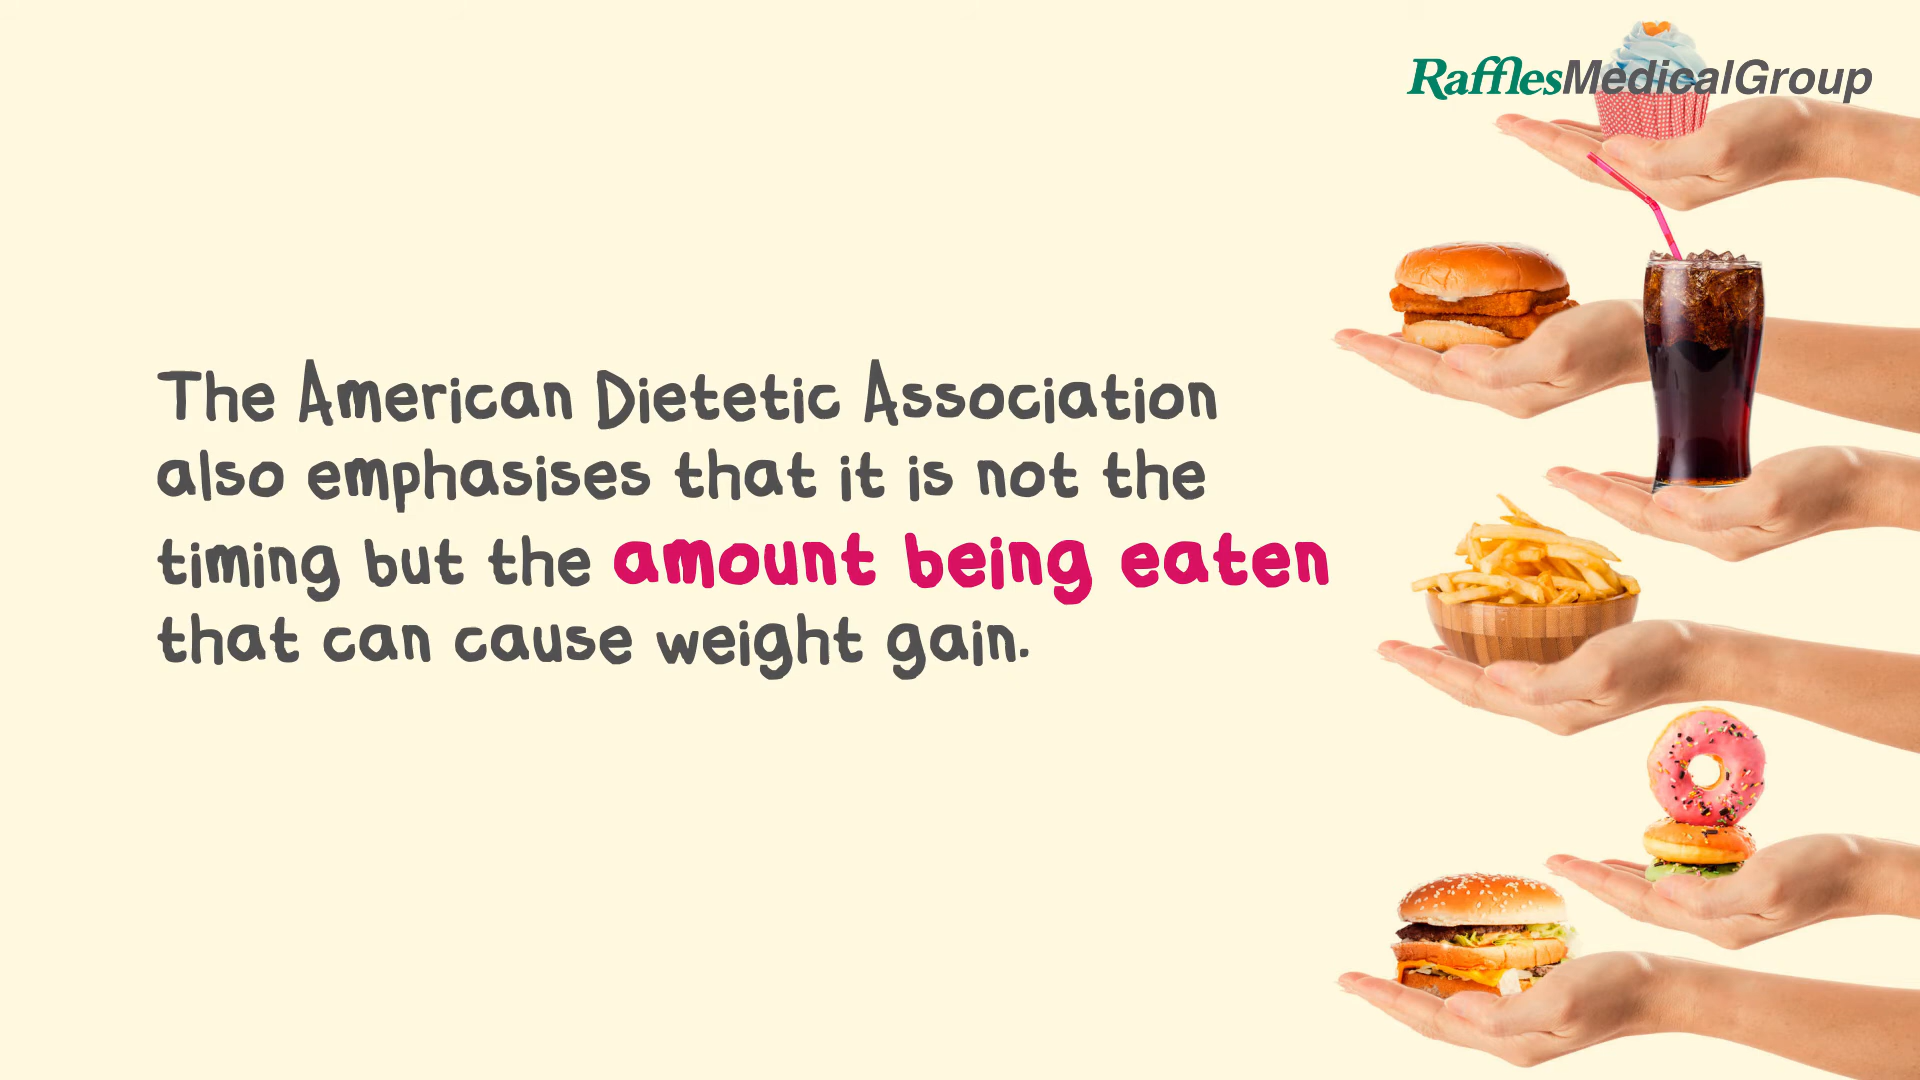 RafflesMedicalGroup
The American Dietetic Association
also emphasises that it is not the
timing but the amount being eaten
that can cause weight gain.